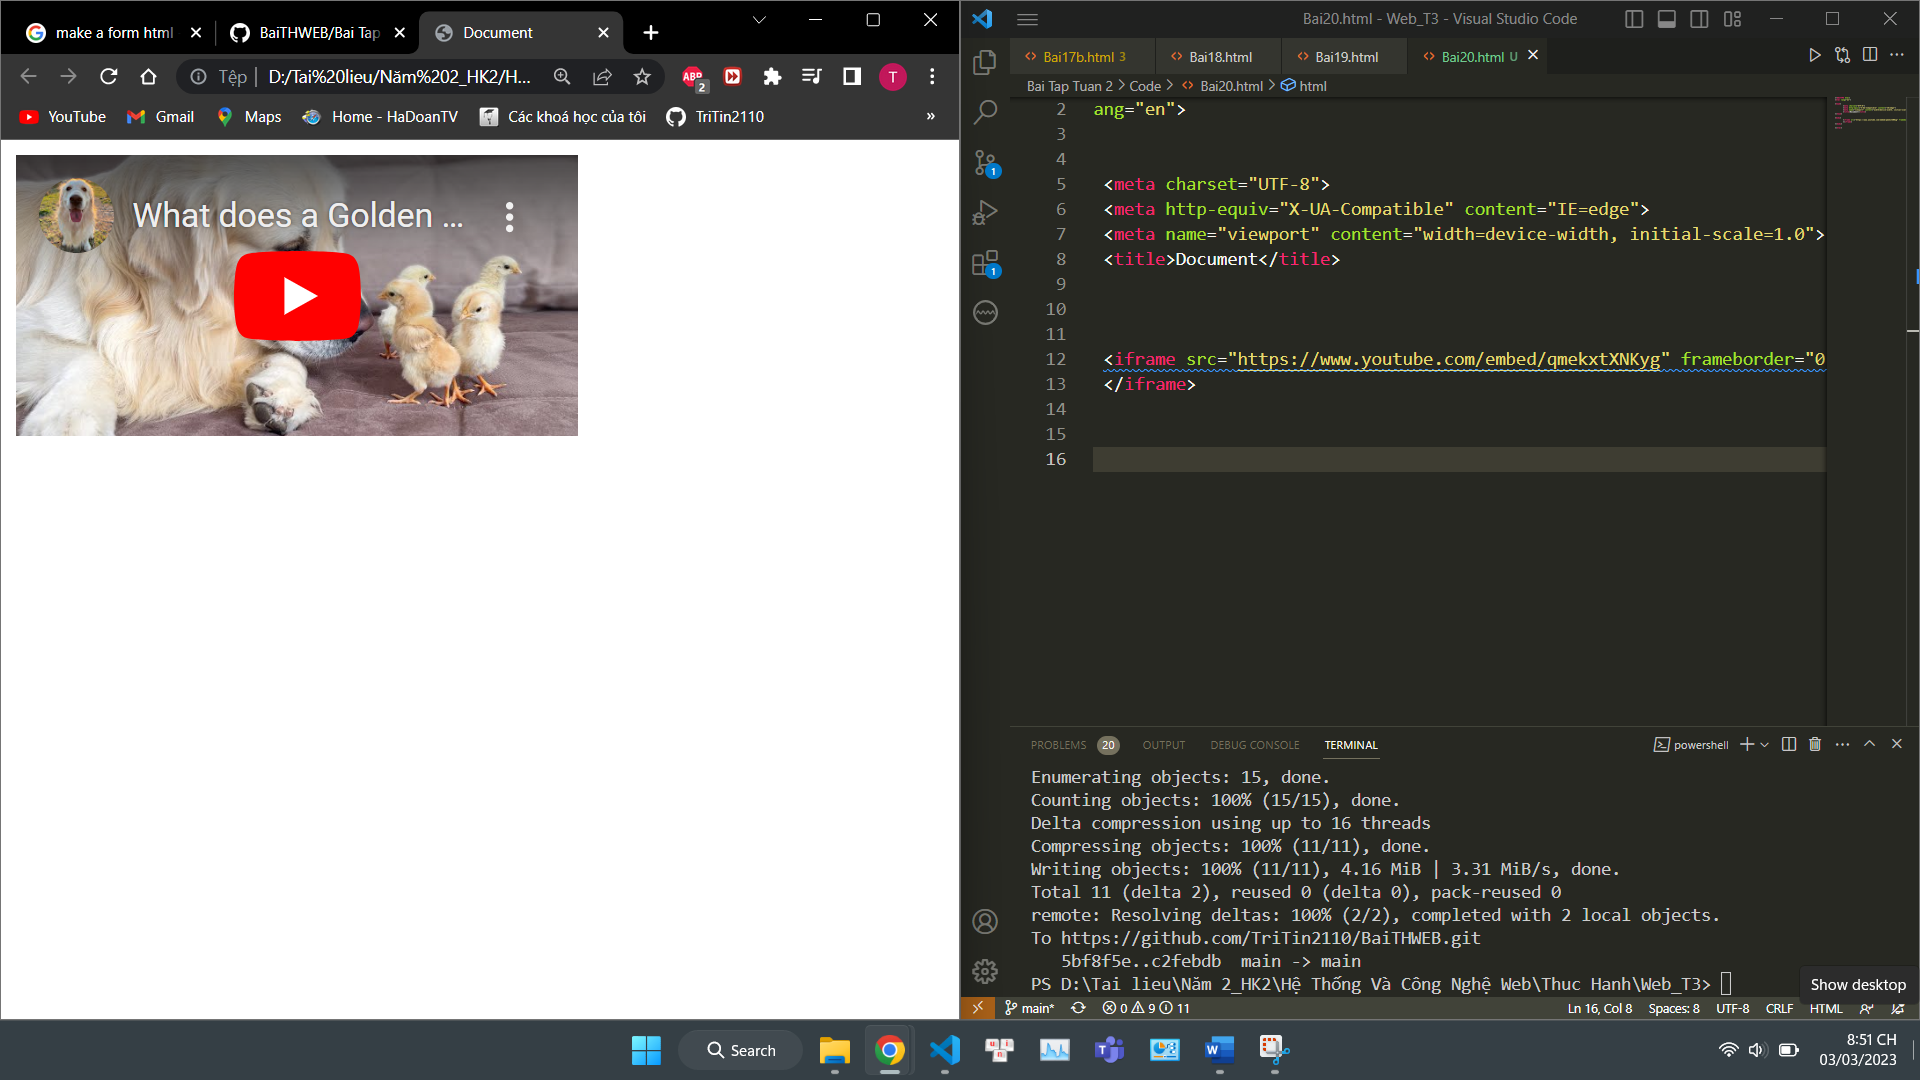 make a form html
BaiTHWEB/Bai Tap
Document
Tệp
D:/Tai%20lieu/Năm%202_HK2/H...
ABP
2
T
YouTube
Gmail
Maps
Home - HaDoanTV
Các khoá học của tôi
TriTin2110
»
What does a Golden ...
Bai20.html - Web_T3 - Visual Studio Code
Bai17b.html 3
Bai18.html
Bai19.html
Bai20.html U
Bai Tap Tuan 2 > Code > Bai20.html > html
2 ang="en">
3
4
5 <meta charset="UTF-8">
6 <meta http-equiv="X-UA-Compatible" content="IE=edge">
7 <meta name="viewport" content="width=device-width, initial-scale=1.0">
8 <title>Document</title>
9
10
11
12 <iframe src="https://www.youtube.com/embed/qmekxtXNKyg" frameborder="0
13 </iframe>
14
15
16
1
1
PROBLEMS 20 OUTPUT DEBUG CONSOLE TERMINAL
powershell
Enumerating objects: 15, done.
Counting objects: 100% (15/15), done.
Delta compression using up to 16 threads
Compressing objects: 100% (11/11), done.
Writing objects: 100% (11/11), 4.16 MiB | 3.31 MiB/s, done.
Total 11 (delta 2), reused 0 (delta 0), pack-reused 0
remote: Resolving deltas: 100% (2/2), completed with 2 local objects.
To https://github.com/TriTin2110/BaiTHWEB.git
5bf8f5e..c2febdb main -> main
PS D:\Tai lieu\Năm 2_HK2\Hệ Thống Và Công Nghệ Web\Thuc Hanh\Web_T3>
Show desktop
main* 0 9 11
Ln 16, Col 8 Spaces: 8 UTF-8 CRLF HTML
Search
8:51 CH
03/03/2023